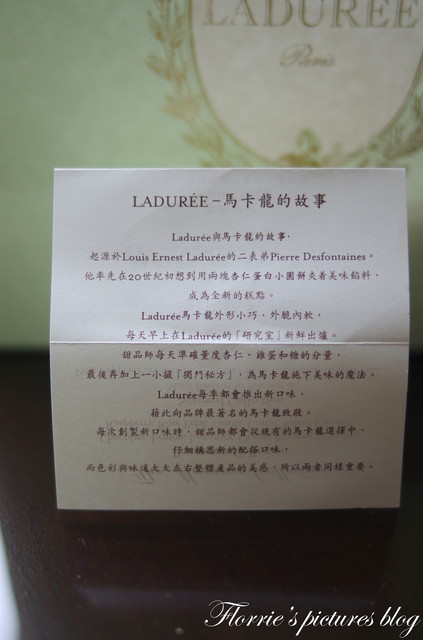 LADURÉE
Paris
LADURÉE－馬卡龍的故事
Ladurée與馬卡龍的故事，
起源於Louis Ernest Ladurée的二表弟Pierre Desfontaines。
他率先在20世紀初想到用兩塊杏仁蛋白小圓餅夾着美味餡料，
成為全新的糕點。
Ladurée馬卡龍外形小巧，外脆內軟，
每天早上在Ladurée的「研究室」新鮮出爐。
甜品師每天準確量度杏仁、雞蛋和糖的分量，
最後再加上一小撮「獨門秘方」，為馬卡龍施下美味的魔法。
Ladurée每季都會推出新口味，
藉此向品牌最著名的馬卡龍致敬。
每次創製新口味時，甜品師都會從現有的馬卡龍選擇中，
仔細構思新的配搭口味，
而色彩與味道大大左右整體產品的美感，所以兩者同樣重要。
Florrie's pictures blog